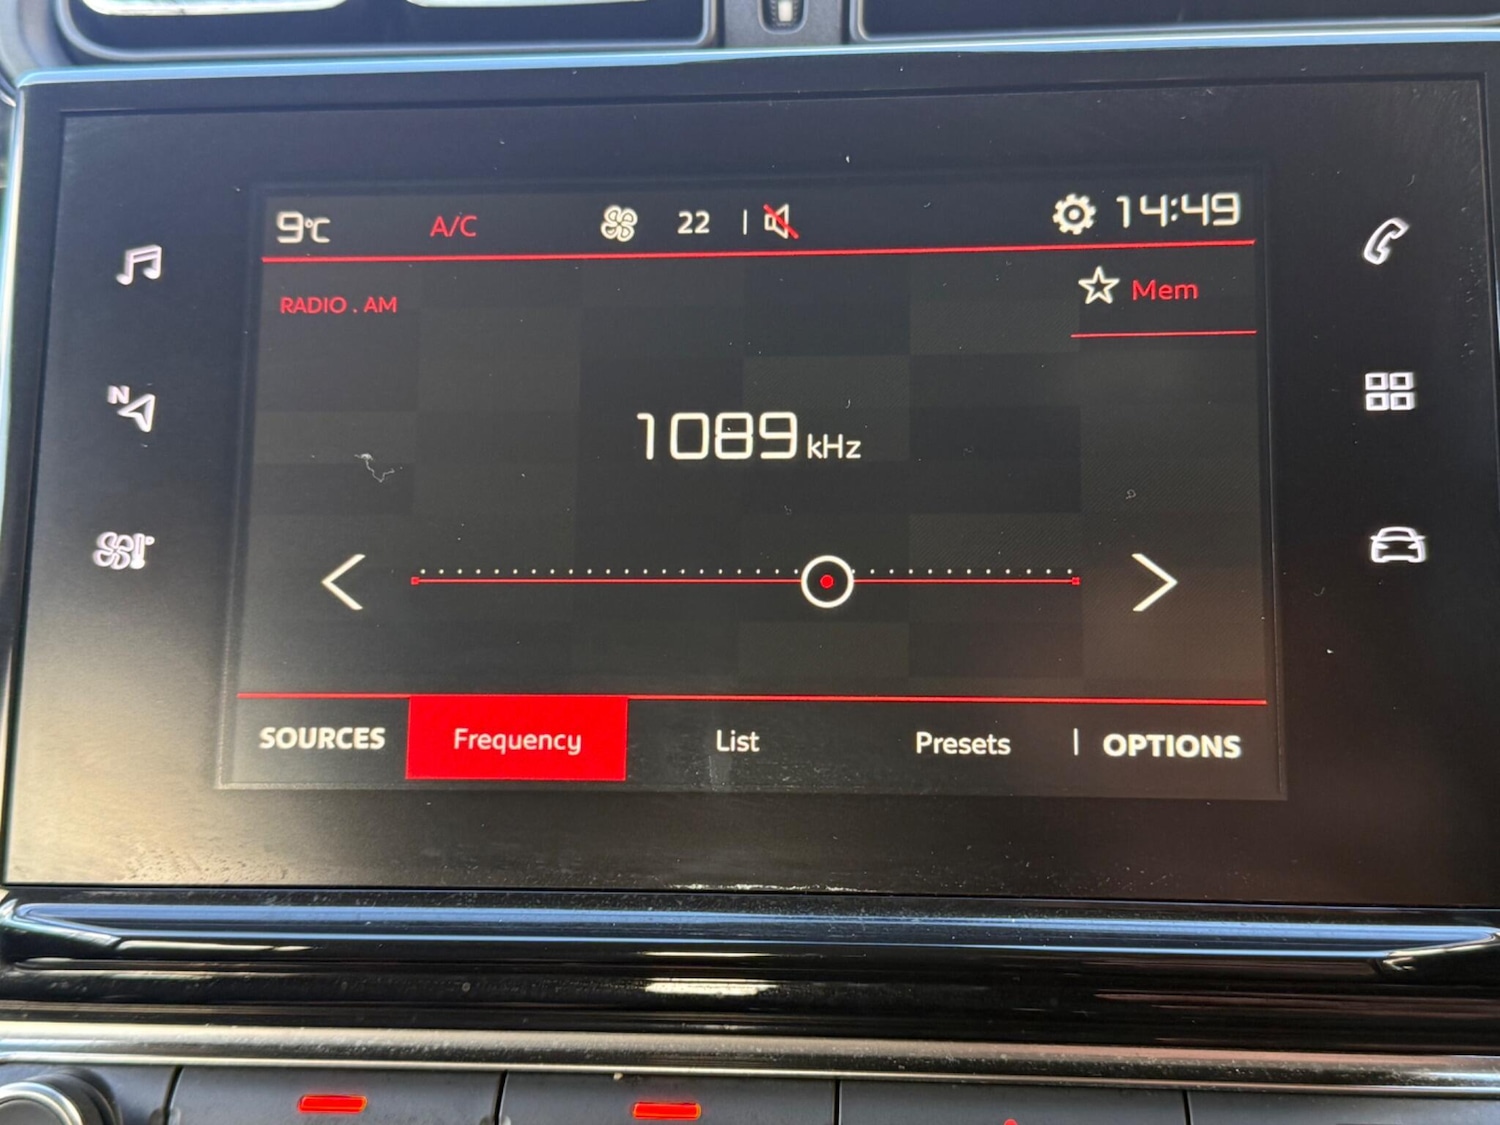 9°C A/C 22 | 14:49
RADIO . AM
Mem
N
1089 kHz
SOURCES Frequency List Presets | OPTIONS